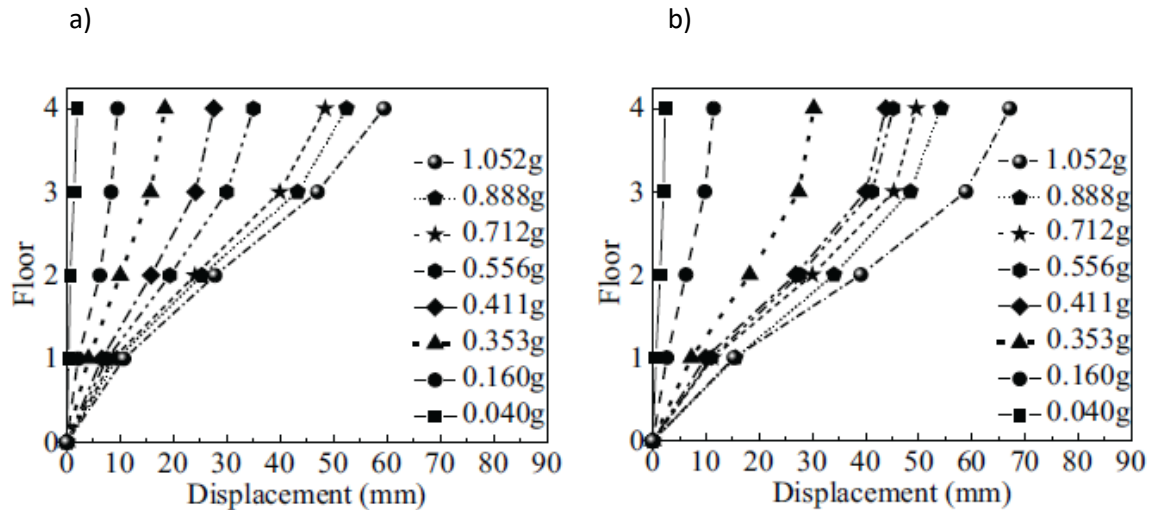 a)
4
3
2
1
0
Floor
1.052g
0.888g
0.712g
0.556g
0.411g
0.353g
0.160g
0.040g
0 10 20 30 40 50 60 70 80 90
Displacement (mm)
b)
4
3
2
1
0
Floor
1.052g
0.888g
0.712g
0.556g
0.411g
0.353g
0.160g
0.040g
0 10 20 30 40 50 60 70 80 90
Displacement (mm)